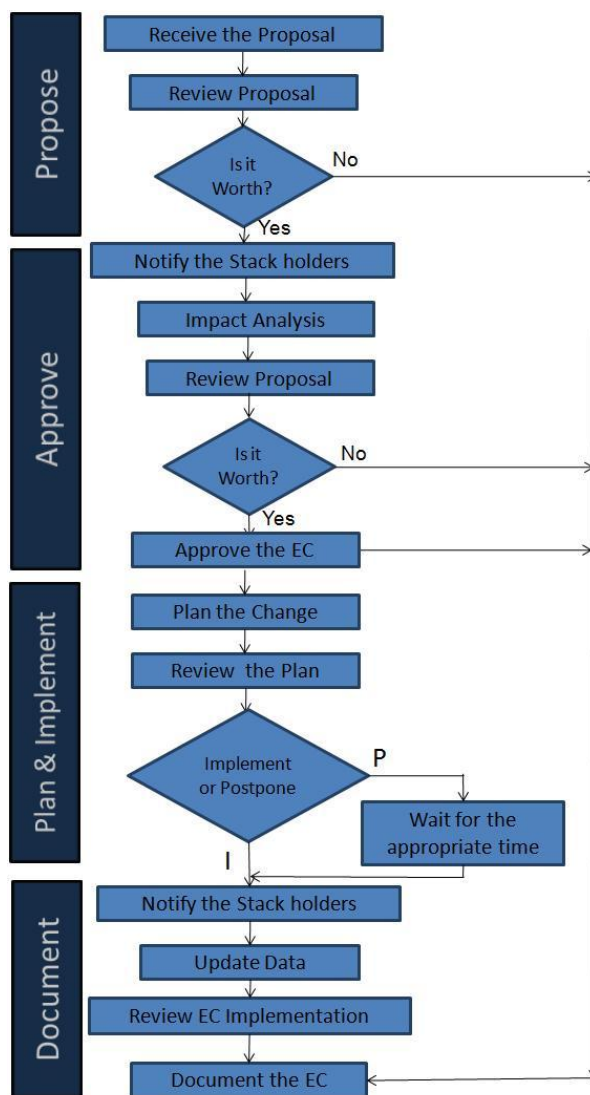 Propose
Receive the Proposal
Review Proposal
Is it
Worth?
No
Yes
Approve
Notify the Stack holders
Impact Analysis
Review Proposal
Is it
Worth?
No
Yes
Approve the EC
Plan & Implement
Plan the Change
Review the Plan
Implement
or Postpone
P
Wait for the
appropriate time
I
Document
Notify the Stack holders
Update Data
Review EC Implementation
Document the EC